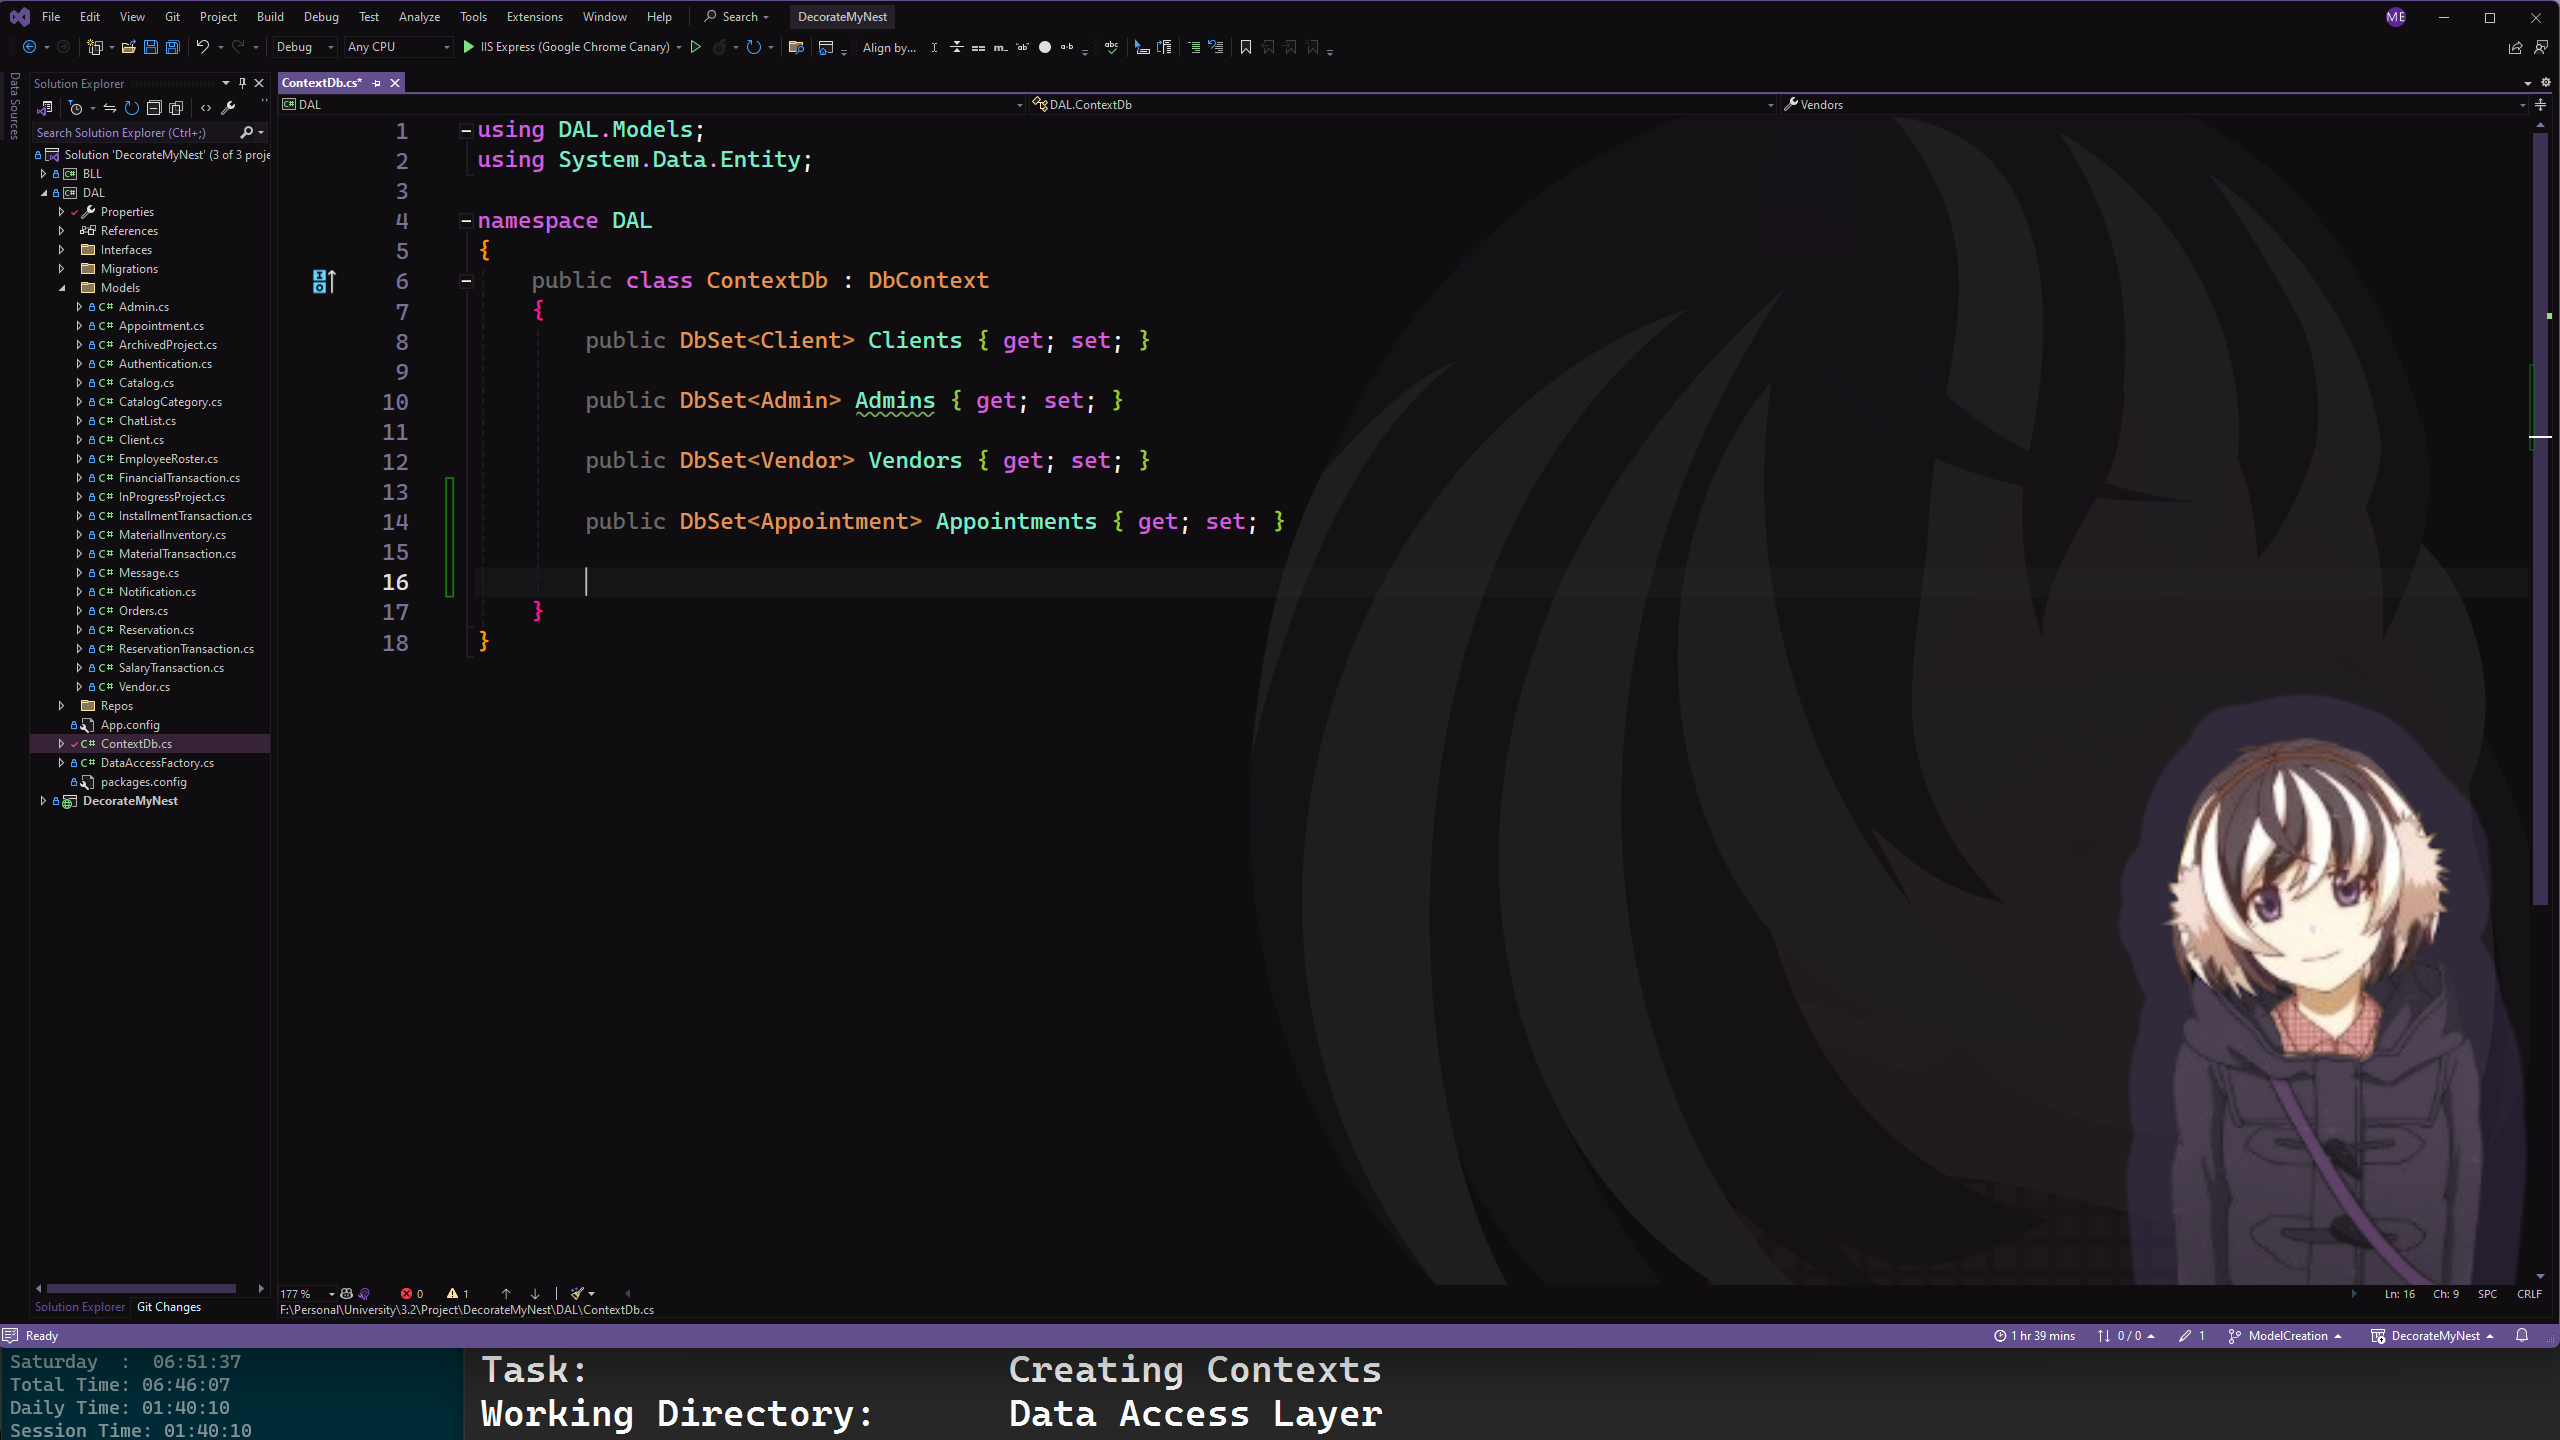 File Edit View Git Project Build Debug Test Analyze Tools Extensions Window Help Search DecorateMyNest ME
Debug Any CPU IIS Express (Google Chrome Canary) Align by...
Data Sources
Solution Explorer
Search Solution Explorer (Ctrl+;)
Solution 'DecorateMyNest' (3 of 3 proje
C# BLL
C# DAL
Properties
References
Interfaces
Migrations
Models
C# Admin.cs
C# Appointment.cs
C# ArchivedProject.cs
C# Authentication.cs
C# Catalog.cs
C# CatalogCategory.cs
C# ChatList.cs
C# Client.cs
C# EmployeeRoster.cs
C# FinancialTransaction.cs
C# InProgressProject.cs
C# InstallmentTransaction.cs
C# MaterialInventory.cs
C# MaterialTransaction.cs
C# Message.cs
C# Notification.cs
C# Orders.cs
C# Reservation.cs
C# ReservationTransaction.cs
C# SalaryTransaction.cs
C# Vendor.cs
Repos
App.config
C# ContextDb.cs
C# DataAccessFactory.cs
packages.config
DecorateMyNest
Solution Explorer Git Changes
ContextDb.cs*
C# DAL DAL.ContextDb Vendors
1 using DAL.Models;
2 using System.Data.Entity;
3
4 namespace DAL
5 {
6 public class ContextDb : DbContext
7 {
8 public DbSet<Client> Clients { get; set; }
9
10 public DbSet<Admin> Admins { get; set; }
11
12 public DbSet<Vendor> Vendors { get; set; }
13
14 public DbSet<Appointment> Appointments { get; set; }
15
16
17 }
18 }
177 % 0 1 Ln: 16 Ch: 9 SPC CRLF
F:\Personal\University\3.2\Project\DecorateMyNest\DAL\ContextDb.cs
Ready 1 hr 39 mins 0 / 0 1 ModelCreation DecorateMyNest
Saturday : 06:51:37
Total Time: 06:46:07
Daily Time: 01:40:10
Session Time: 01:40:10
Task: Creating Contexts
Working Directory: Data Access Layer